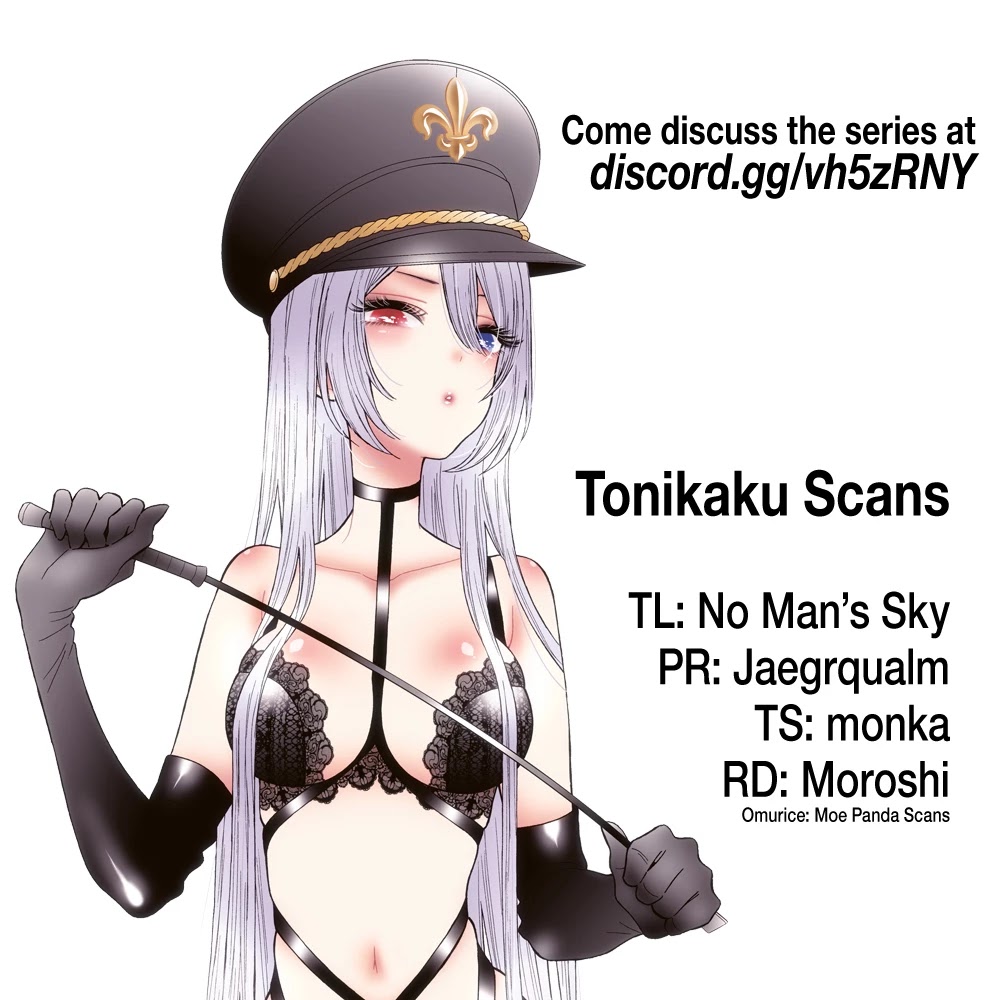 Come discuss the series at
discord.gg/vh5zRNY
Tonikaku Scans
TL: No Man’s Sky
PR: Jaegrqualm
TS: monka
RD: Moroshi
Omurice: Moe Panda Scans